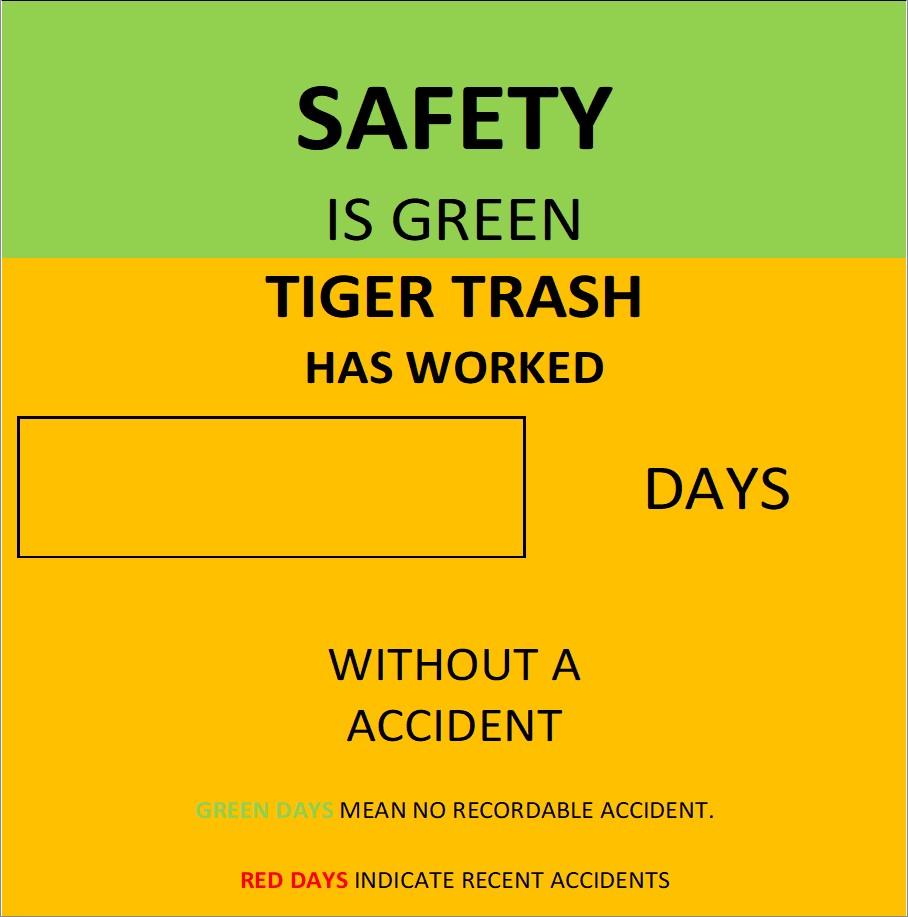 SAFETY
IS GREEN
TIGER TRASH
HAS WORKED
DAYS
WITHOUT A
ACCIDENT
GREEN DAYS MEAN NO RECORDABLE ACCIDENT.
RED DAYS INDICATE RECENT ACCIDENTS